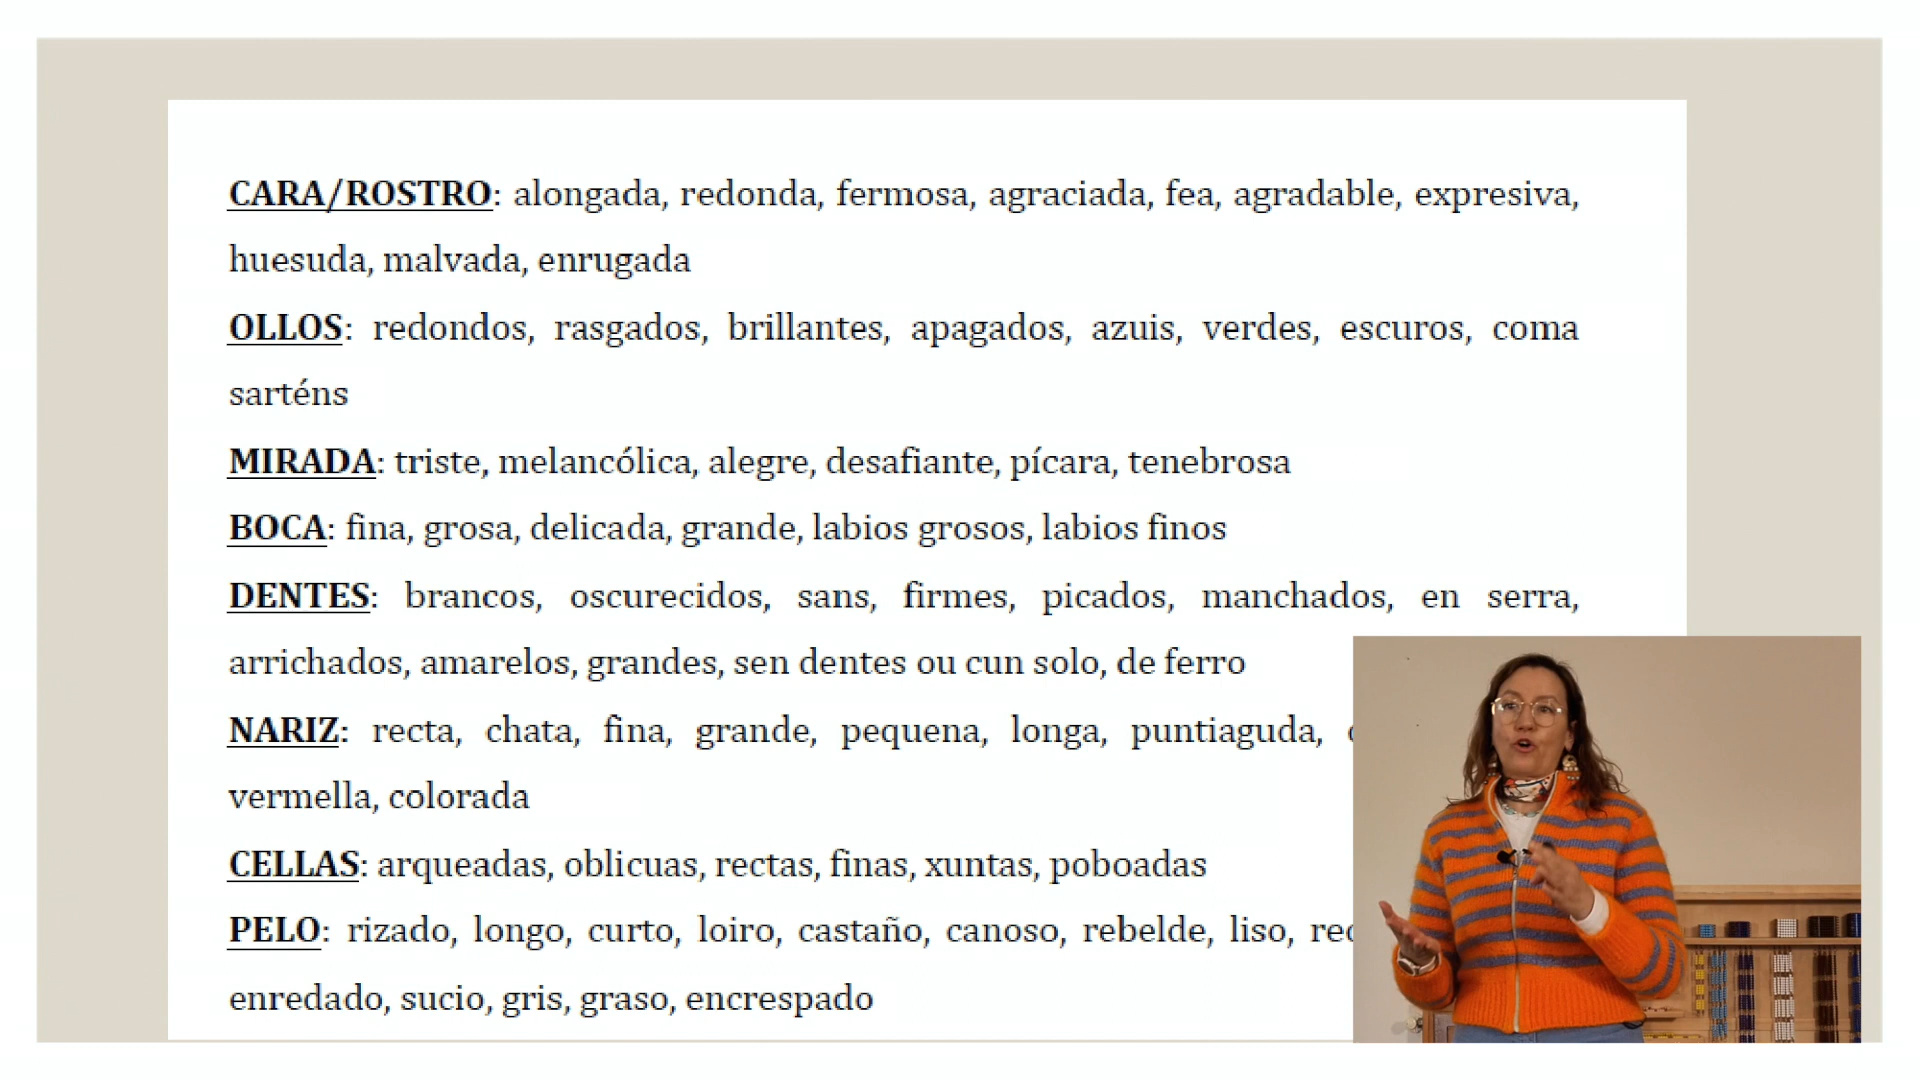 CARA/ROSTRO: alongada, redonda, fermosa, agraciada, fea, agradable, expresiva,
huesuda, malvada, enrugada
OLLOS: redondos, rasgados, brillantes, apagados, azuis, verdes, escuros, coma
sarténs
MIRADA: triste, melancólica, alegre, desafiante, pícara, tenebrosa
BOCA: fina, grosa, delicada, grande, labios grosos, labios finos
DENTES: brancos, oscurecidos, sans, firmes, picados, manchados, en serra,
arrichados, amarelos, grandes, sen dentes ou cun solo, de ferro
NARIZ: recta, chata, fina, grande, pequena, longa, puntiaguda,
vermella, colorada
CELLAS: arqueadas, oblicuas, rectas, finas, xuntas, poboadas
PELO: rizado, longo, curto, loiro, castaño, canoso, rebelde, liso,
enredado, sucio, gris, graso, encrespado